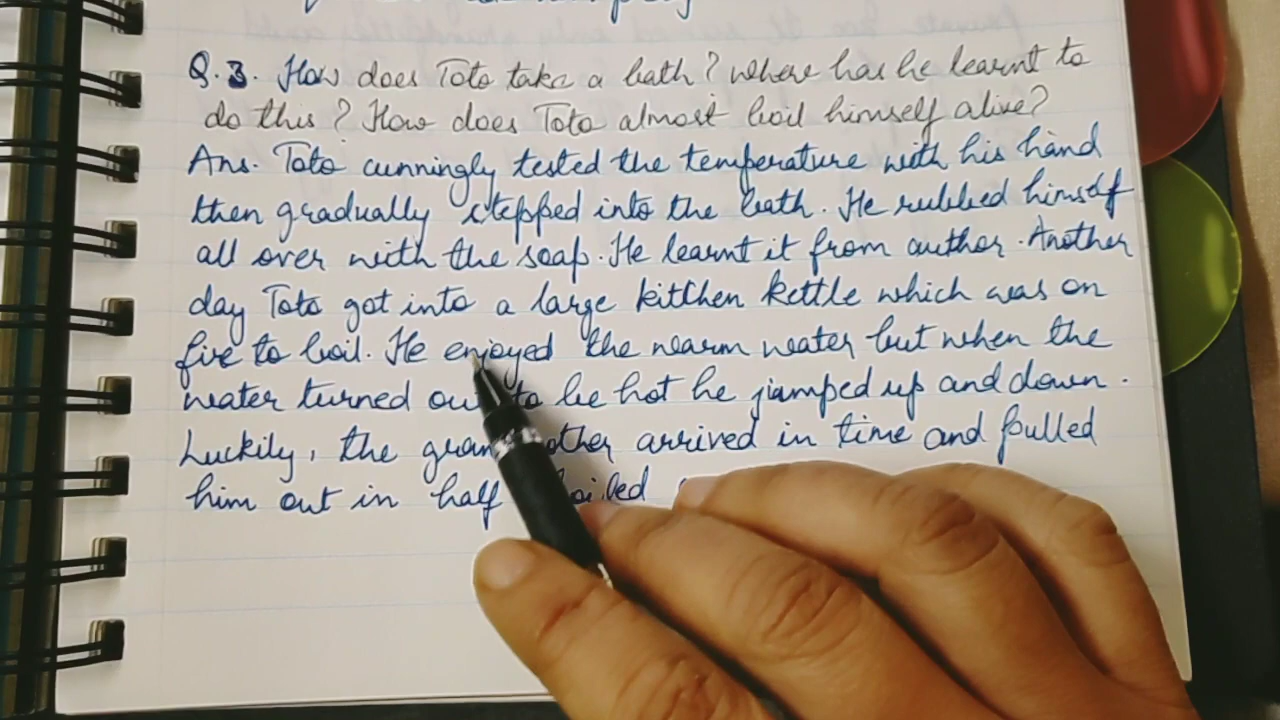 Q.3. How does Toto take a bath? Where has he learnt to
do this? How does Toto almost boil himself alive?
Ans. Toto cunningly tested the temperature with his hand
then gradually stepped into the bath. He rubbed himself
all over with the soap. He learnt it from author. Another
day Toto got into a large kitchen kettle which was on
fire to boil. He enjoyed the warm water but when the
water turned out to be hot he jumped up and down.
Luckily, the grandmother arrived in time and pulled
him out in half boiled